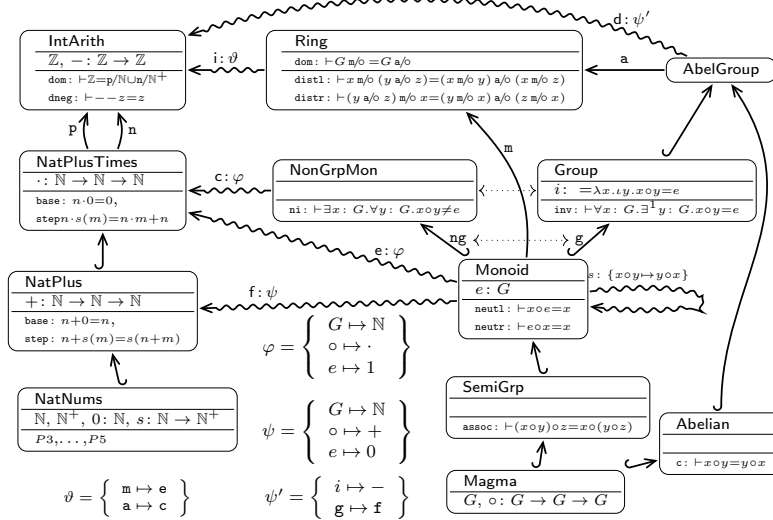 d: ψ′
IntArith
ℤ, −: ℤ → ℤ
dom: ⊢ℤ=p/ℕ∪n/ℕ⁺
dneg: ⊢−−z=z
i: ϑ
Ring
dom: ⊢G m/∘ =G a/∘
distl: ⊢x m/∘ (y a/∘ z)=(x m/∘ y) a/∘ (x m/∘ z)
distr: ⊢(y a/∘ z) m/∘ x=(y m/∘ x) a/∘ (z m/∘ x)
a
AbelGroup
p
n
m
NatPlusTimes
·: ℕ → ℕ → ℕ
base: n·0=0,
stepn·s(m)=n·m+n
c: φ
NonGrpMon
ni: ⊢∃x: G.∀y: G.x∘y≠e
Group
i: =λx.ιy.x∘y=e
inv: ⊢∀x: G.∃¹y: G.x∘y=e
e: φ
ng
g
NatPlus
+: ℕ → ℕ → ℕ
base: n+0=n,
step: n+s(m)=s(n+m)
f: ψ
Monoid
e: G
neutl: ⊢x∘e=x
neutr: ⊢e∘x=x
s: {x∘y↦y∘x}
φ = { G ↦ ℕ
∘ ↦ ·
e ↦ 1 }
NatNums
ℕ, ℕ⁺, 0: ℕ, s: ℕ → ℕ⁺
P3,...,P5
ψ = { G ↦ ℕ
∘ ↦ +
e ↦ 0 }
SemiGrp
assoc: ⊢(x∘y)∘z=x∘(y∘z)
Abelian
c: ⊢x∘y=y∘x
ϑ = { m ↦ e
a ↦ c }
ψ′ = { i ↦ −
g ↦ f }
Magma
G, ∘: G → G → G